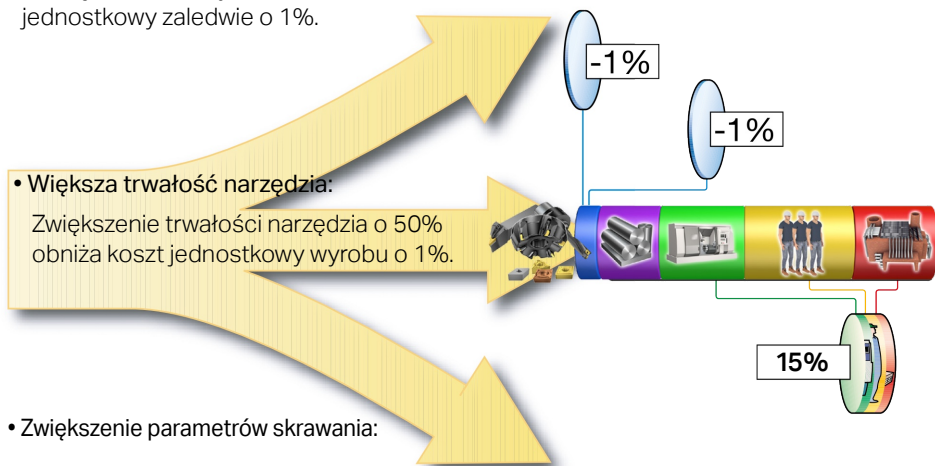 jednostkowy zaledwie o 1%.
-1%
-1%
• Większa trwałość narzędzia:
Zwiększenie trwałości narzędzia o 50%
obniża koszt jednostkowy wyrobu o 1%.
15%
• Zwiększenie parametrów skrawania: